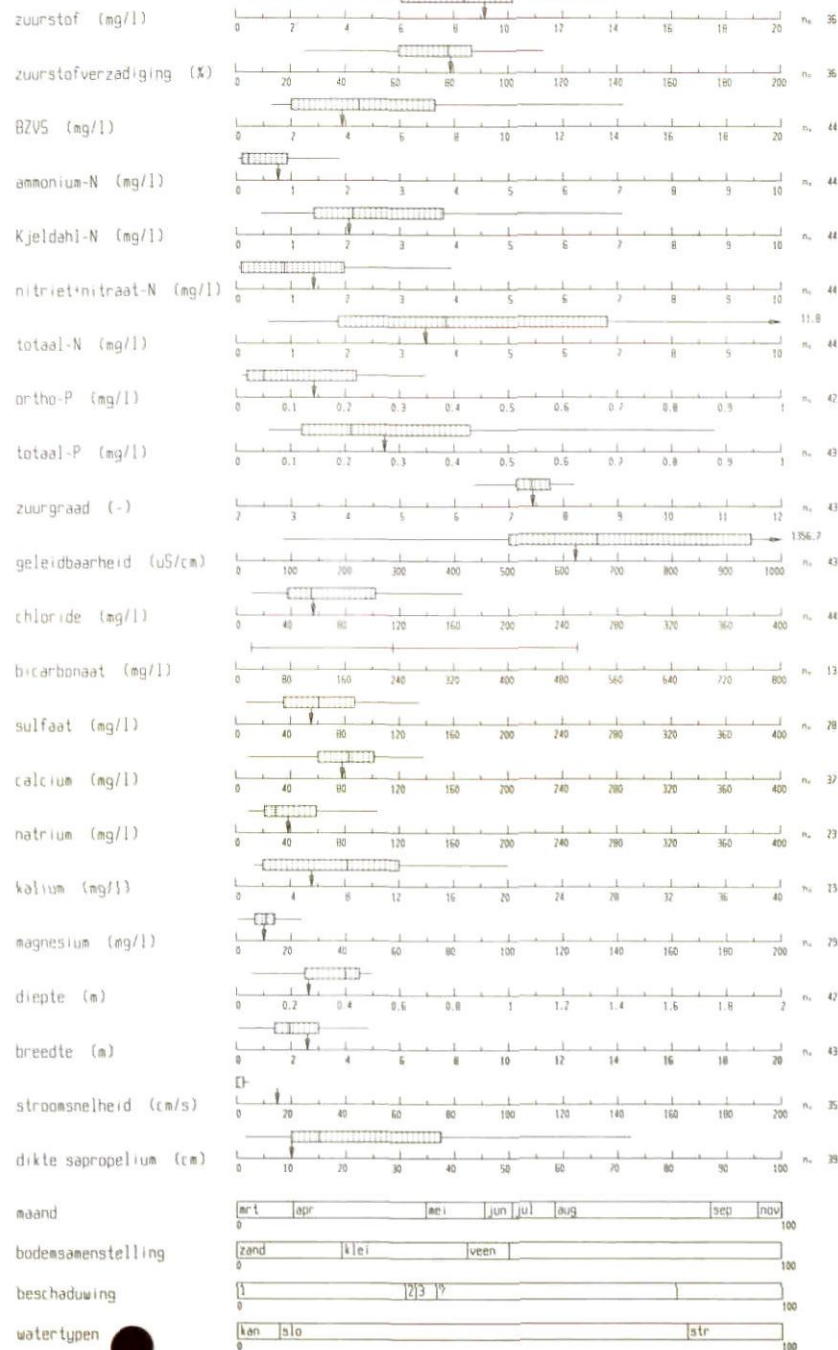 zuurstof (mg/l) 0 2 4 6 8 10 12 14 16 18 20 n. 36
zuurstofverzadiging (%) 0 20 40 60 80 100 120 140 160 180 200 n. 36
BZV5 (mg/l) 0 2 4 6 8 10 12 14 16 18 20 n. 44
ammonium-N (mg/l) 0 1 2 3 4 5 6 7 8 9 10 n. 44
Kjeldahl-N (mg/l) 0 1 2 3 4 5 6 7 8 9 10 n. 44
nitriet+nitraat-N (mg/l) 0 1 2 3 4 5 6 7 8 9 10 n. 44
11.8
totaal-N (mg/l) 0 1 2 3 4 5 6 7 8 9 10 n. 44
ortho-P (mg/l) 0 0.1 0.2 0.3 0.4 0.5 0.6 0.7 0.8 0.9 1 n. 42
totaal-P (mg/l) 0 0.1 0.2 0.3 0.4 0.5 0.6 0.7 0.8 0.9 1 n. 43
zuurgraad (-) 2 3 4 5 6 7 8 9 10 11 12 n. 43
1356.7
geleidbaarheid (uS/cm) 0 100 200 300 400 500 600 700 800 900 1000 n. 43
chloride (mg/l) 0 40 80 120 160 200 240 280 320 360 400 n. 44
bicarbonaat (mg/l) 0 80 160 240 320 400 480 560 640 720 800 n. 13
sulfaat (mg/l) 0 40 80 120 160 200 240 280 320 360 400 n. 28
calcium (mg/l) 0 40 80 120 160 200 240 280 320 360 400 n. 37
natrium (mg/l) 0 40 80 120 160 200 240 280 320 360 400 n. 23
kalium (mg/l) 0 4 8 12 16 20 24 28 32 36 40 n.
magnesium (mg/l) 0 20 40 60 80 100 120 140 160 180 200 n. 29
diepte (m) 0 0.2 0.4 0.6 0.8 1 1.2 1.4 1.6 1.8 2 n. 42
breedte (m) 0 2 4 6 8 10 12 14 16 18 20 n. 43
stroomsnelheid (cm/s) 0 20 40 60 80 100 120 140 160 180 200 n. 35
dikte sapropelium (cm) 0 10 20 30 40 50 60 70 80 90 100 n. 39
maand mrt apr mei jun jul aug sep nov
0 100
bodemsamenstelling zand klei veen
0 100
beschaduwing 1 2 3 ?
0 100
watertypen kan slo str
0 100